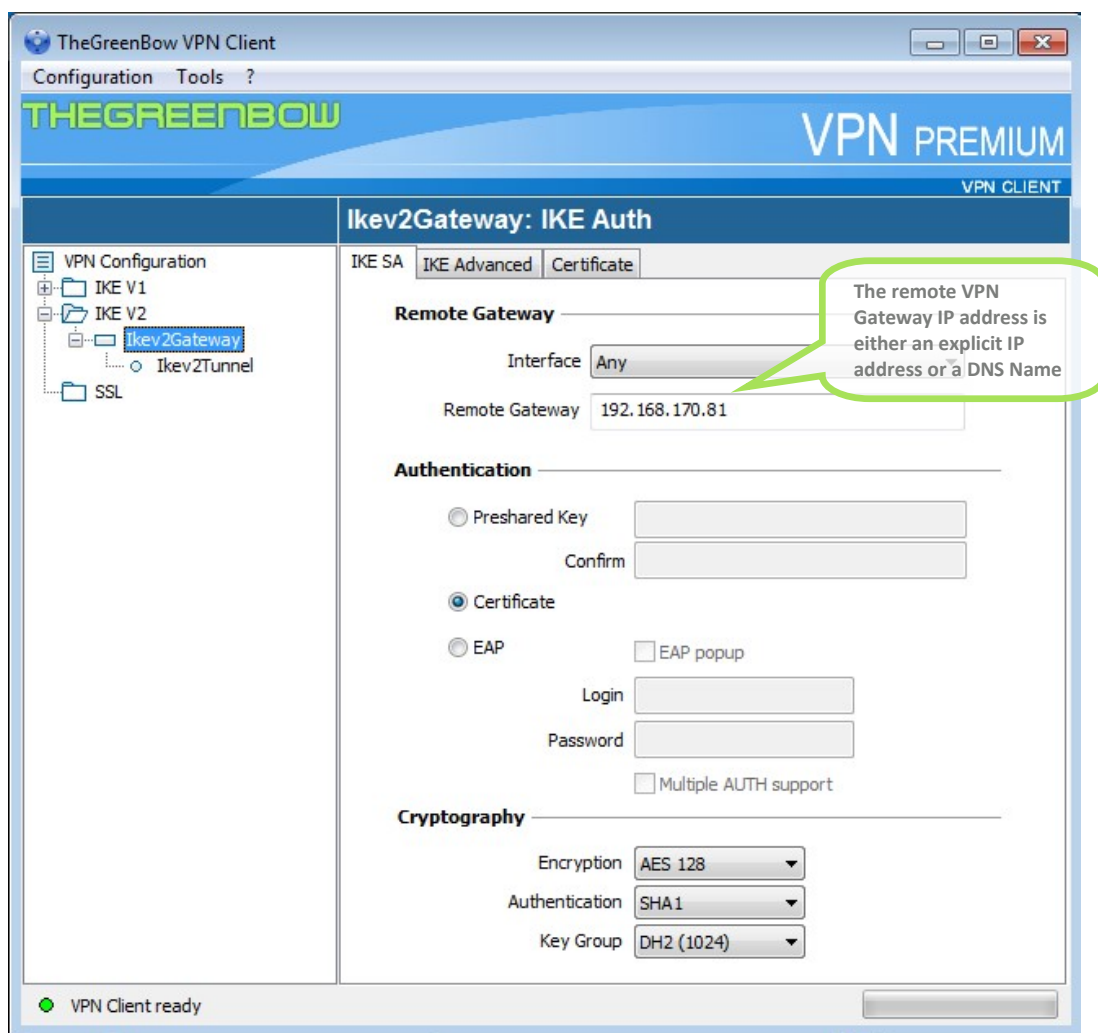 TheGreenBow VPN Client
Configuration Tools ?
THEGREENBOW
VPN PREMIUM
VPN CLIENT
Ikev2Gateway: IKE Auth
VPN Configuration
IKE V1
IKE V2
Ikev2Gateway
Ikev2Tunnel
SSL
IKE SA IKE Advanced Certificate
The remote VPN
Gateway IP address is
either an explicit IP
address or a DNS Name
Remote Gateway
Interface Any
Remote Gateway 192.168.170.81
Authentication
Preshared Key
Confirm
Certificate
EAP EAP popup
Login
Password
Multiple AUTH support
Cryptography
Encryption AES 128
Authentication SHA1
Key Group DH2 (1024)
VPN Client ready